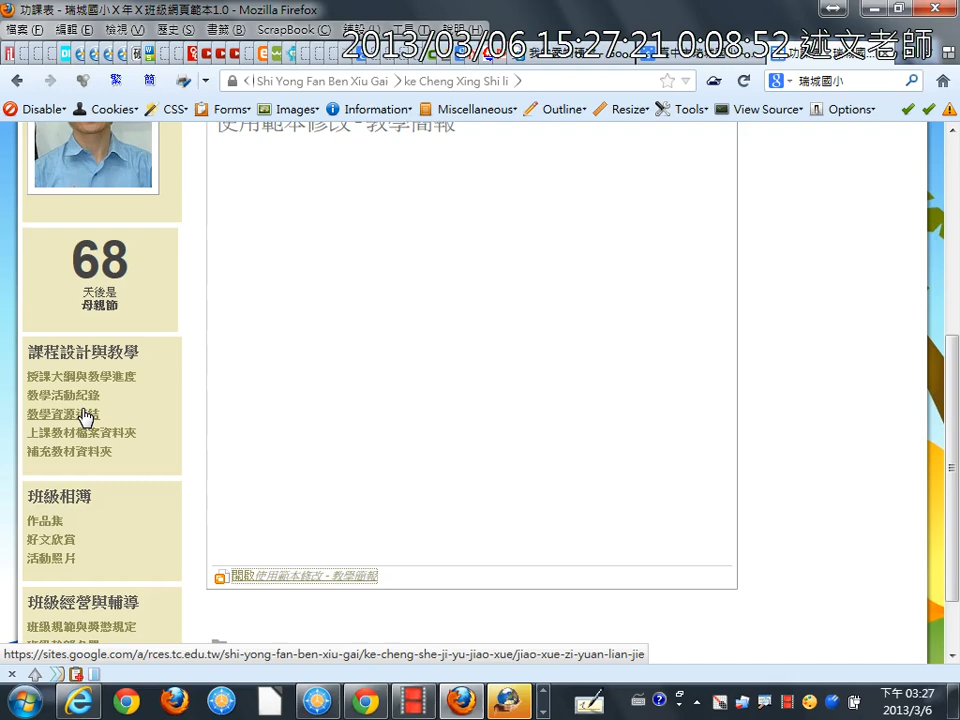 功課表 - 瑞城國小X年X班級網頁範本1.0 - Mozilla Firefox
檔案(F) 編輯(E) 檢視(V) 歷史(S) 書籤(B) ScrapBook(C) 工具(T) 說明(H)
2013/03/06 15:27:21 0:08:52 述文老師
繁 簡 Shi Yong Fan Ben Xiu Gai ke Cheng Xing Shi li 瑞城國小
Disable Cookies CSS Forms Images Information Miscellaneous Outline Resize Tools View Source Options
使用範本修改 - 教學簡報
68
天後是
母親節
課程設計與教學
授課大綱與教學進度
教學活動紀錄
教學資源連結
上課教材檔案資料夾
補充教材資料夾
班級相簿
作品集
好文欣賞
活動照片
開啟使用範本修改 - 教學簡報
班級經營與輔導
班級規範與獎懲規定
https://sites.google.com/a/rces.tc.edu.tw/shi-yong-fan-ben-xiu-gai/ke-cheng-she-ji-yu-jiao-xue/jiao-xue-zi-yuan-lian-jie
下午 03:27
2013/3/6